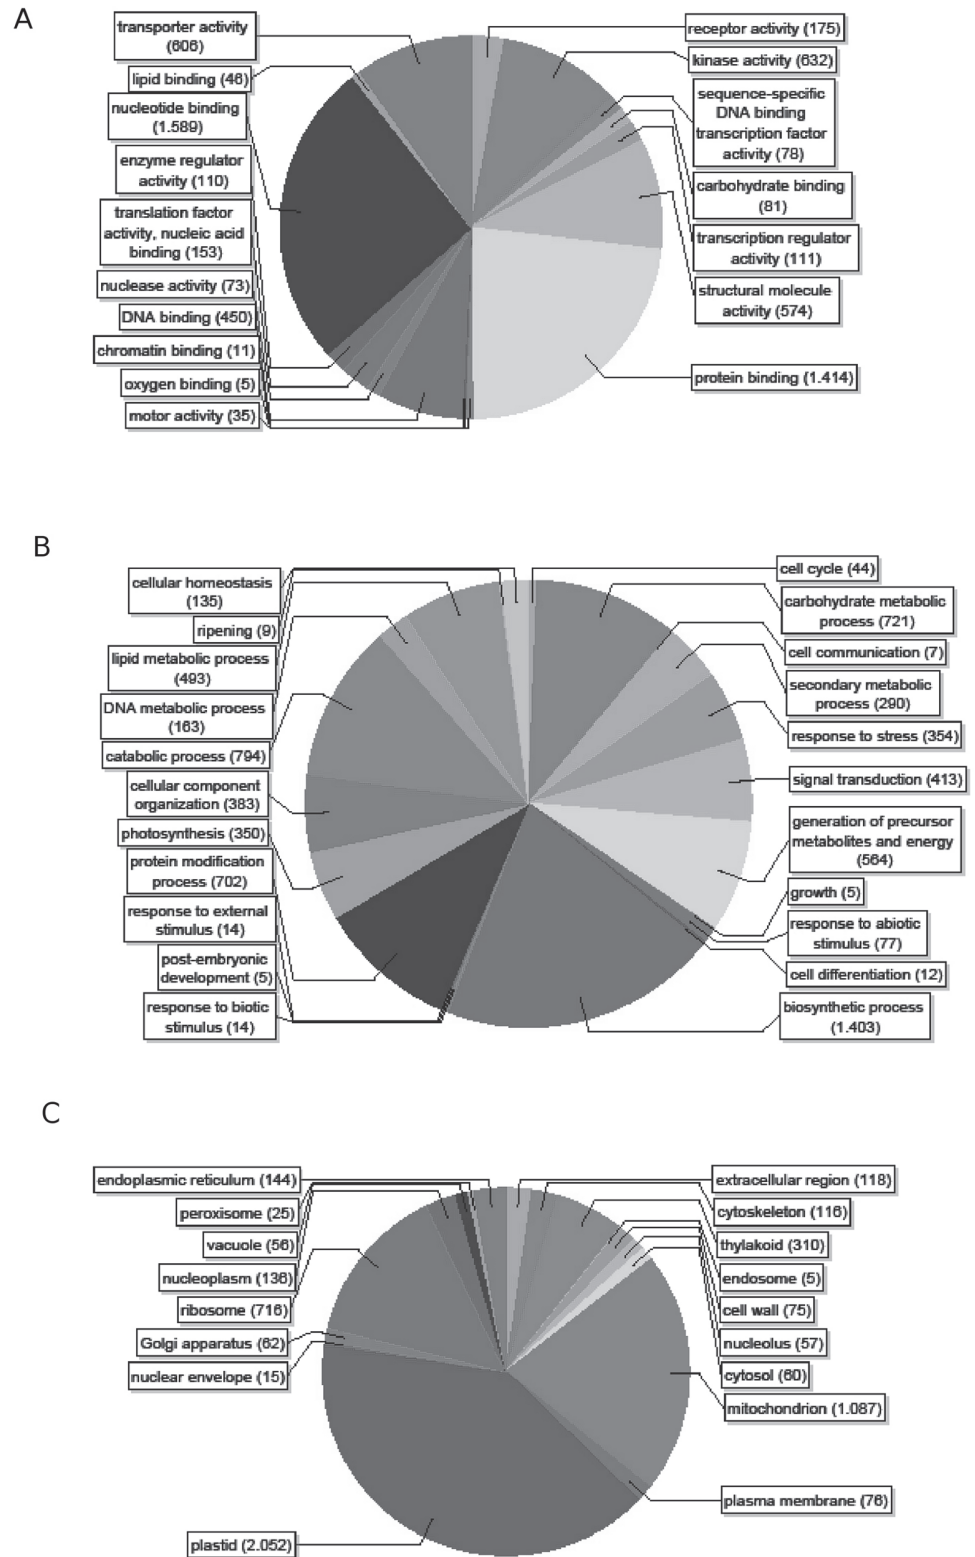 A
transporter activity
(606)
lipid binding (46)
nucleotide binding
(1.589)
enzyme regulator
activity (110)
translation factor
activity, nucleic acid
binding (153)
nuclease activity (73)
DNA binding (450)
chromatin binding (11)
oxygen binding (5)
motor activity (35)
receptor activity (175)
kinase activity (632)
sequence-specific
DNA binding
transcription factor
activity (78)
carbohydrate binding
(81)
transcription regulator
activity (111)
structural molecule
activity (574)
protein binding (1.414)
B
cellular homeostasis
(135)
ripening (9)
lipid metabolic process
(493)
DNA metabolic process
(163)
catabolic process (794)
cellular component
organization (383)
photosynthesis (350)
protein modification
process (702)
response to external
stimulus (14)
post-embryonic
development (5)
response to biotic
stimulus (14)
cell cycle (44)
carbohydrate metabolic
process (721)
cell communication (7)
secondary metabolic
process (290)
response to stress (354)
signal transduction (413)
generation of precursor
metabolites and energy
(564)
growth (5)
response to abiotic
stimulus (77)
cell differentiation (12)
biosynthetic process
(1.403)
C
endoplasmic reticulum (144)
peroxisome (25)
vacuole (56)
nucleoplasm (136)
ribosome (716)
Golgi apparatus (62)
nuclear envelope (15)
plastid (2.052)
extracellular region (118)
cytoskeleton (116)
thylakoid (310)
endosome (5)
cell wall (75)
nucleolus (57)
cytosol (60)
mitochondrion (1.087)
plasma membrane (76)